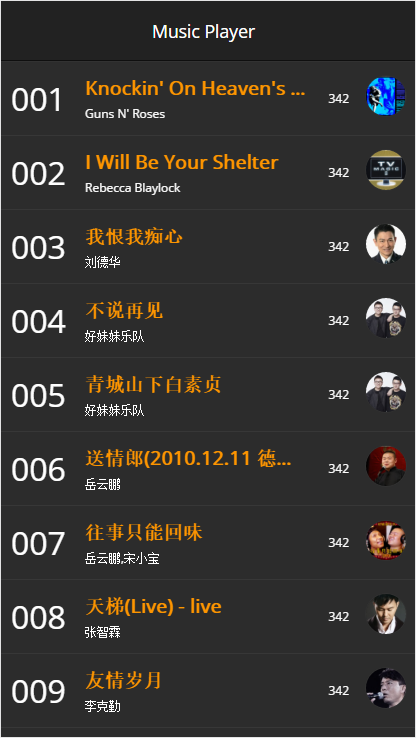 Music Player
001
Knockin' On Heaven's ...
Guns N' Roses
342
002
I Will Be Your Shelter
Rebecca Blaylock
342
TV
MAGIC
003
我恨我痴心
刘德华
342
004
不说再见
好妹妹乐队
342
005
青城山下白素贞
好妹妹乐队
342
006
送情郎(2010.12.11 德...
岳云鹏
342
007
往事只能回味
岳云鹏,宋小宝
342
008
天梯(Live) - live
张智霖
342
009
友情岁月
李克勤
342